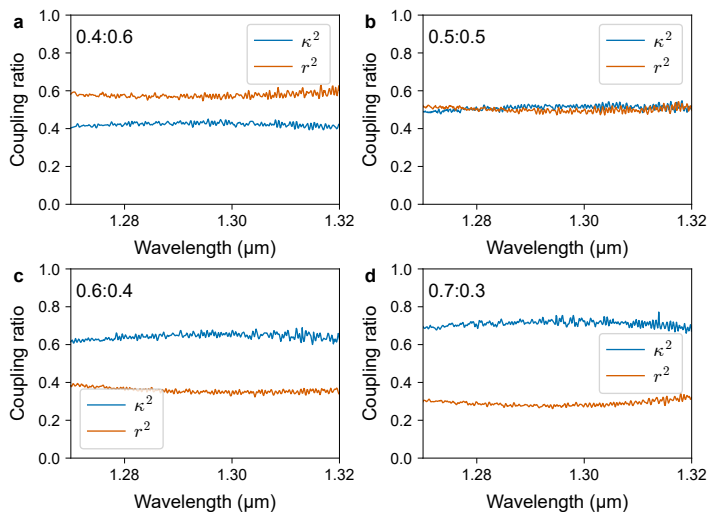 a
0.4:0.6
κ²
r²
Coupling ratio
1.0
0.8
0.6
0.4
0.2
0.0
1.28
1.30
1.32
Wavelength (μm)
b
0.5:0.5
κ²
r²
Coupling ratio
1.0
0.8
0.6
0.4
0.2
0.0
1.28
1.30
1.32
Wavelength (μm)
c
0.6:0.4
κ²
r²
Coupling ratio
1.0
0.8
0.6
0.4
0.2
0.0
1.28
1.30
1.32
Wavelength (μm)
d
0.7:0.3
κ²
r²
Coupling ratio
1.0
0.8
0.6
0.4
0.2
0.0
1.28
1.30
1.32
Wavelength (μm)